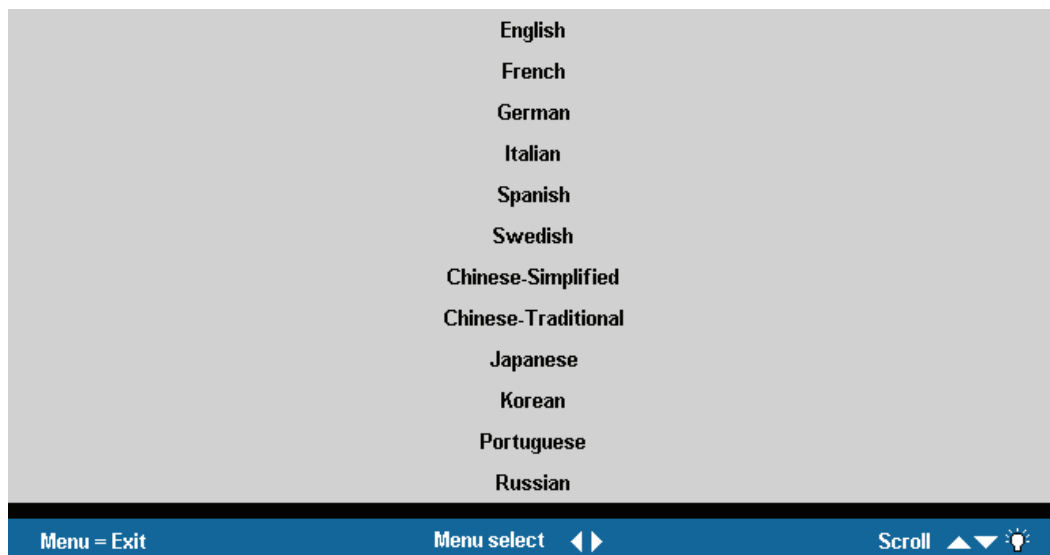 English
French
German
Italian
Spanish
Swedish
Chinese-Simplified
Chinese-Traditional
Japanese
Korean
Portuguese
Russian
Menu = Exit Menu select Scroll